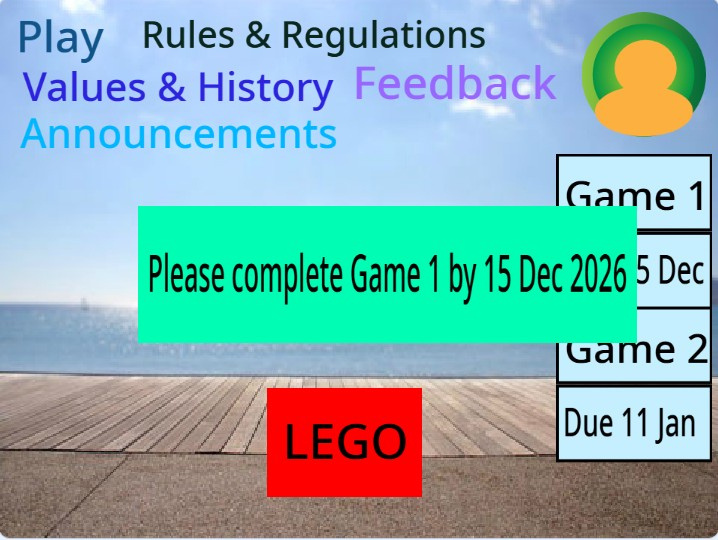 Play Rules & Regulations
Values & History Feedback
Announcements
Game 1
Please complete Game 1 by 15 Dec 2026
5 Dec
Game 2
LEGO
Due 11 Jan